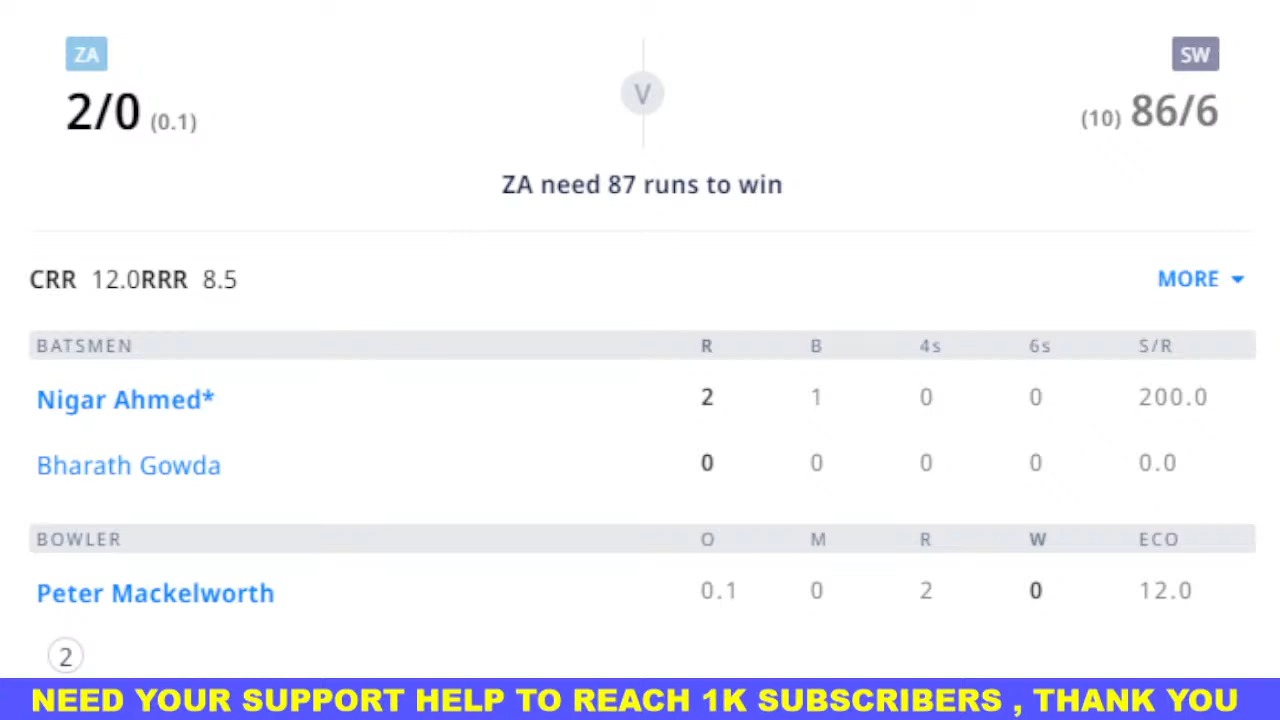 ZA
SW
2/0 (0.1)
V
(10) 86/6
ZA need 87 runs to win
CRR 12.0RRR 8.5
MORE
BATSMEN R B 4s 6s S/R
Nigar Ahmed* 2 1 0 0 200.0
Bharath Gowda 0 0 0 0 0.0
BOWLER O M R W ECO
Peter Mackelworth 0.1 0 2 0 12.0
2
NEED YOUR SUPPORT HELP TO REACH 1K SUBSCRIBERS , THANK YOU